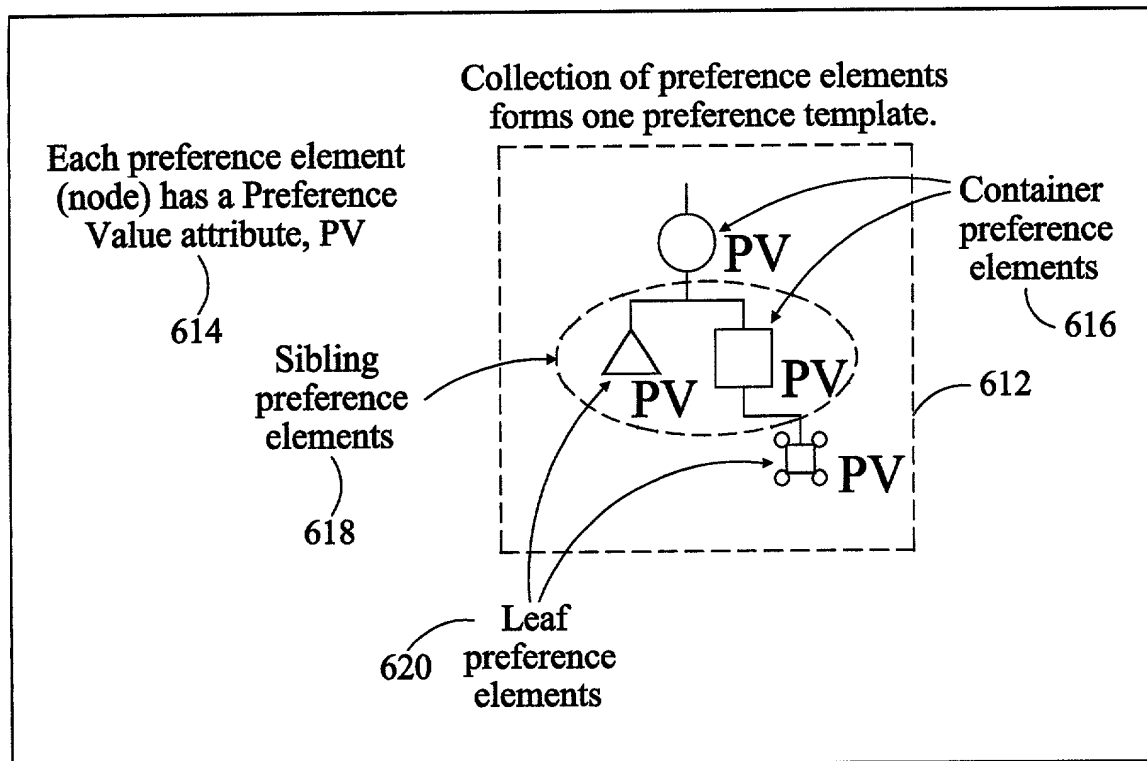 Collection of preference elements
forms one preference template.
Each preference element
(node) has a Preference
Value attribute, PV
614
Container
preference
elements
616
PV
Sibling
preference
elements
618
PV
PV
612
PV
Leaf
preference
elements
620